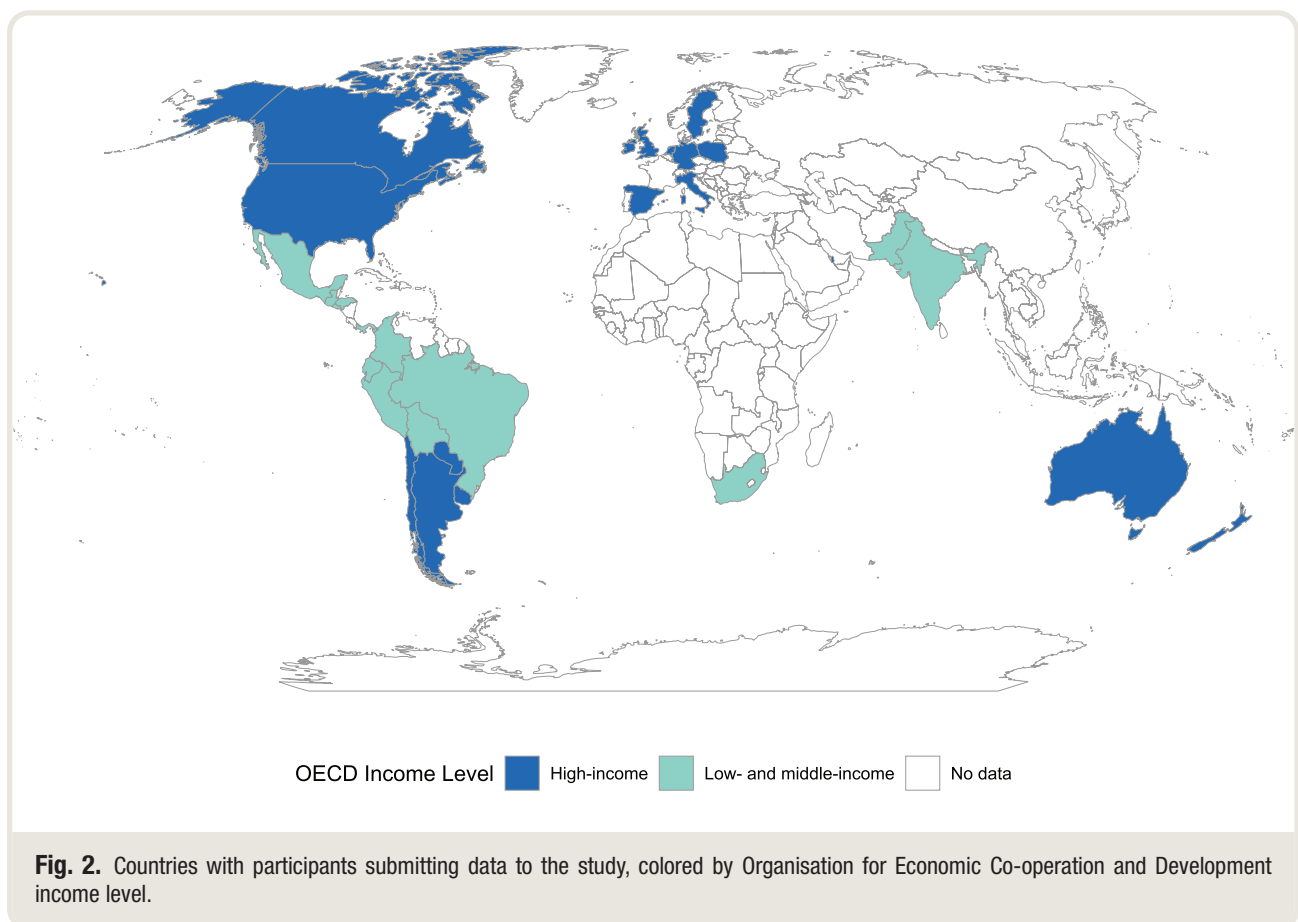 OECD Income Level High-income Low- and middle-income No data
Fig. 2. Countries with participants submitting data to the study, colored by Organisation for Economic Co-operation and Development
income level.